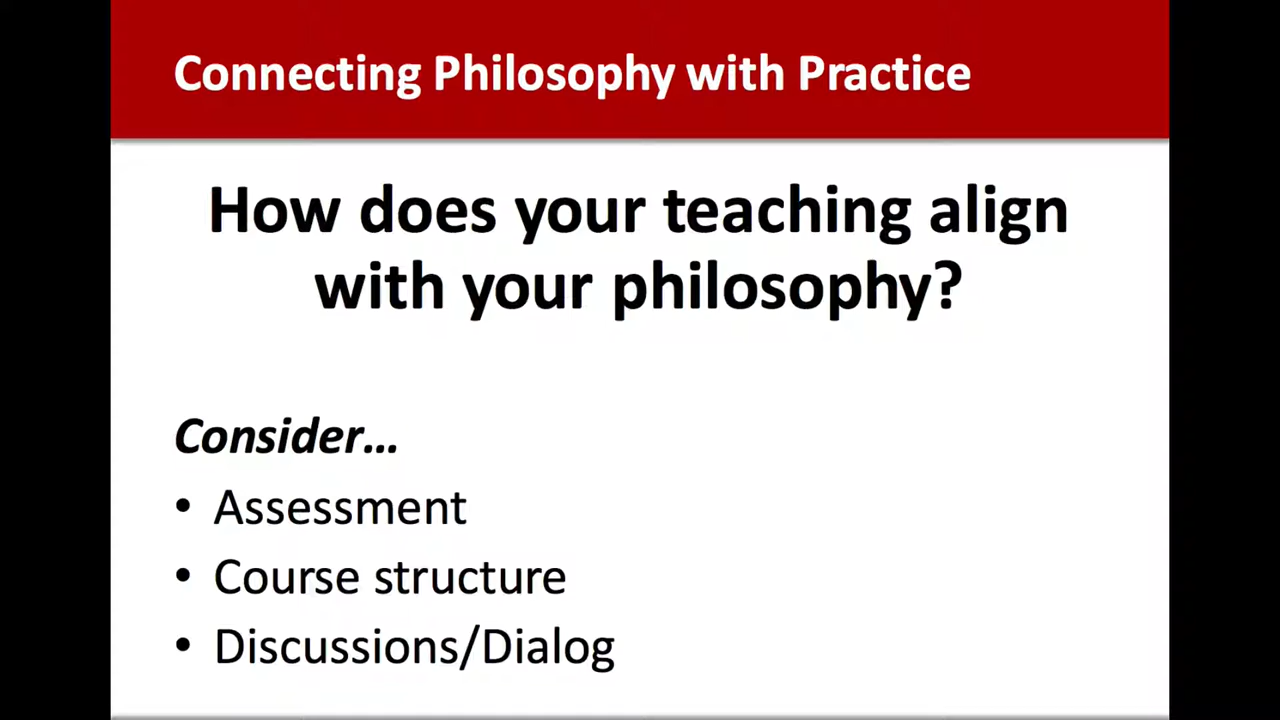 Connecting Philosophy with Practice
How does your teaching align
with your philosophy?
Consider…
• Assessment
• Course structure
• Discussions/Dialog